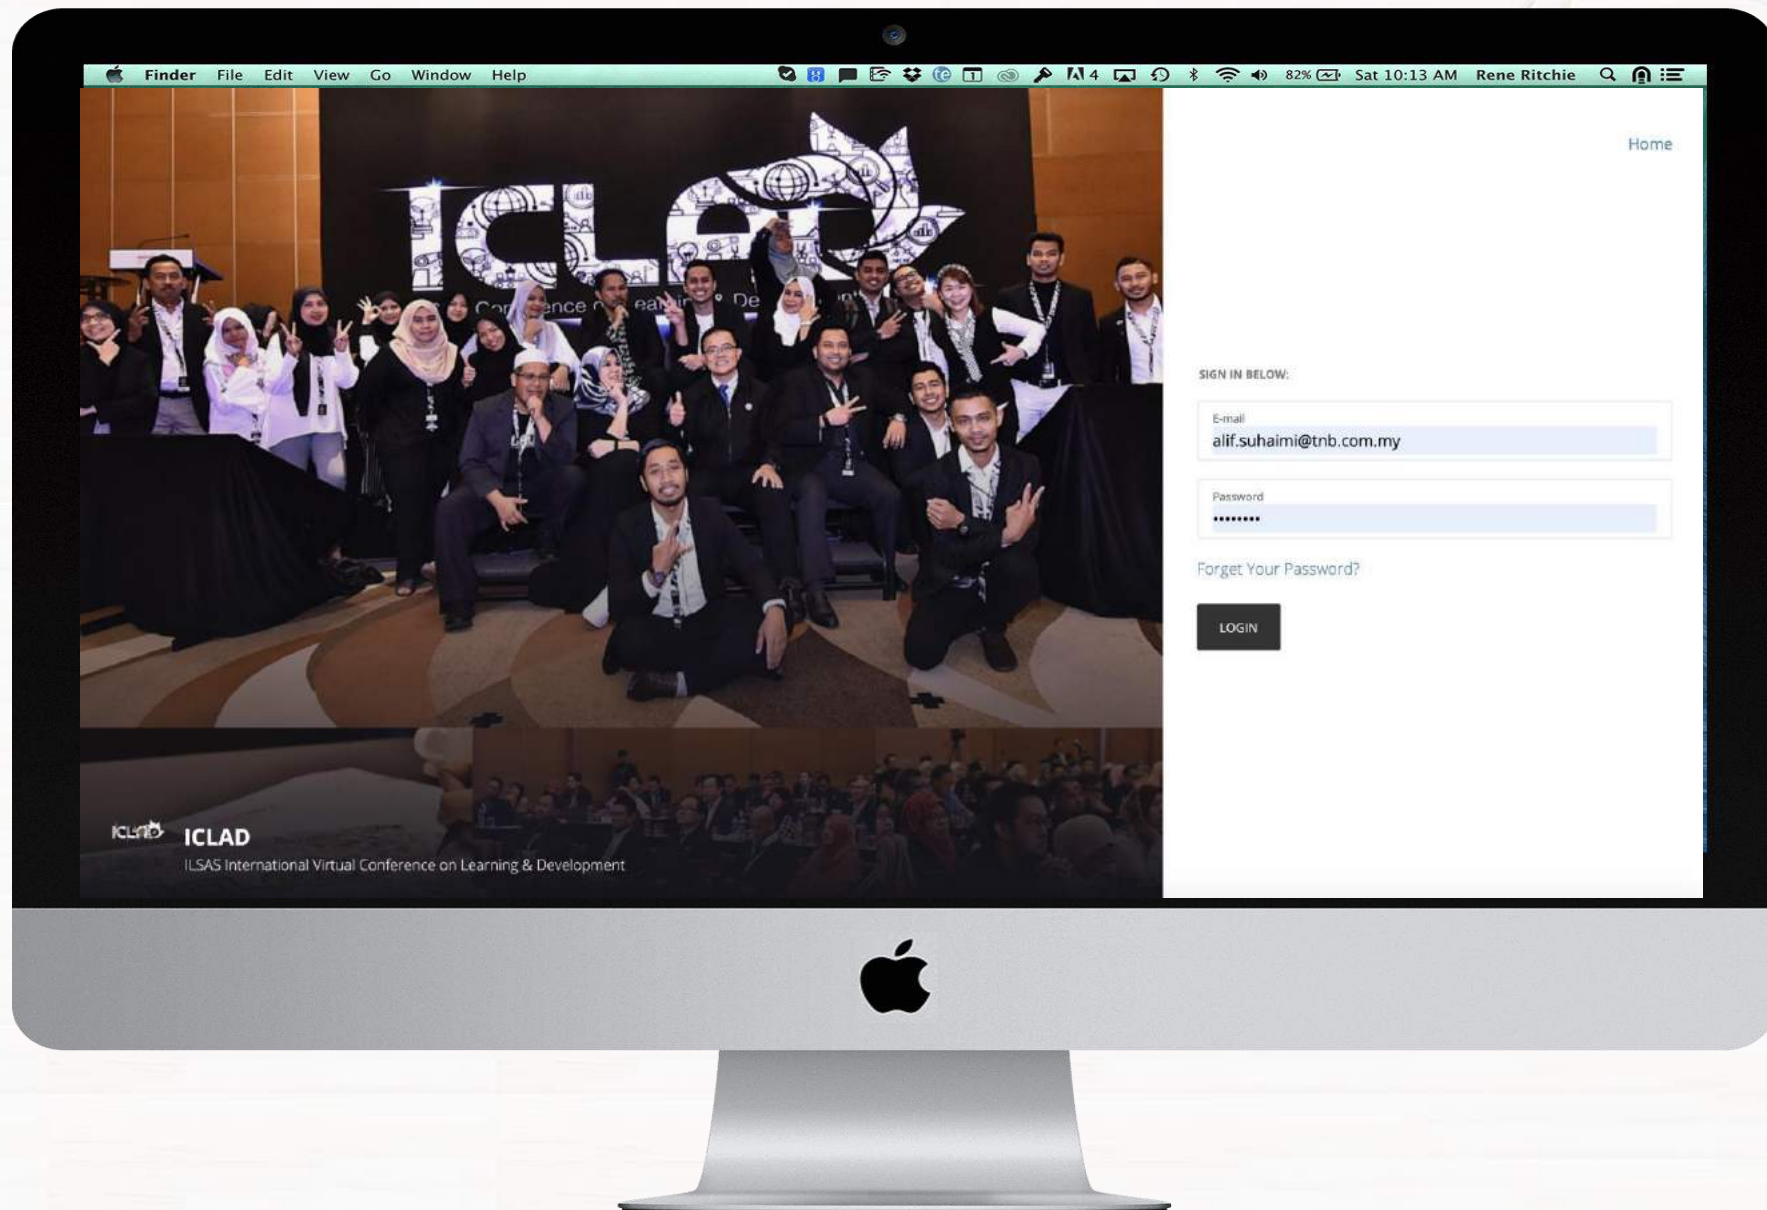 Finder File Edit View Go Window Help 4 82% Sat 10:13 AM Rene Ritchie
ICLAD
Home
SIGN IN BELOW:
E-mail
alif.suhaimi@tnb.com.my
Password
••••••••
Forget Your Password?
LOGIN
ICLAD
ICLAD
ILSAS International Virtual Conference on Learning & Development